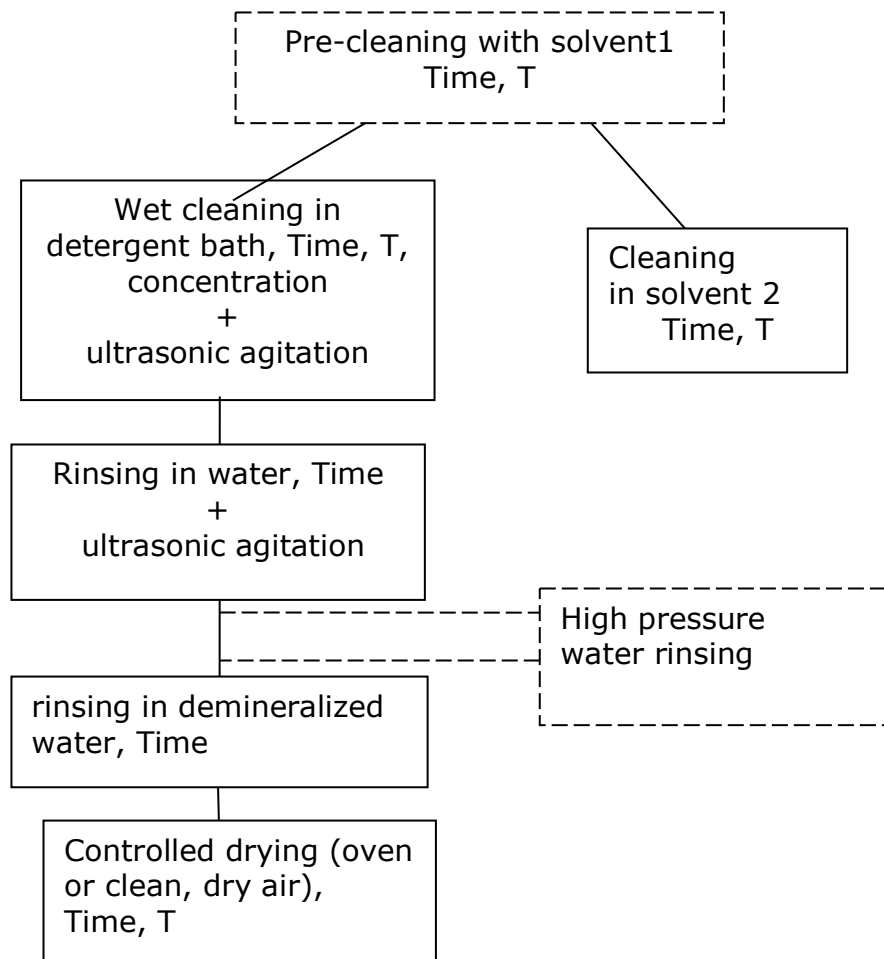 Pre-cleaning with solvent1
Time, T
Wet cleaning in
detergent bath, Time, T,
concentration
+
ultrasonic agitation
Cleaning
in solvent 2
Time, T
Rinsing in water, Time
+
ultrasonic agitation
High pressure
water rinsing
rinsing in demineralized
water, Time
Controlled drying (oven
or clean, dry air),
Time, T